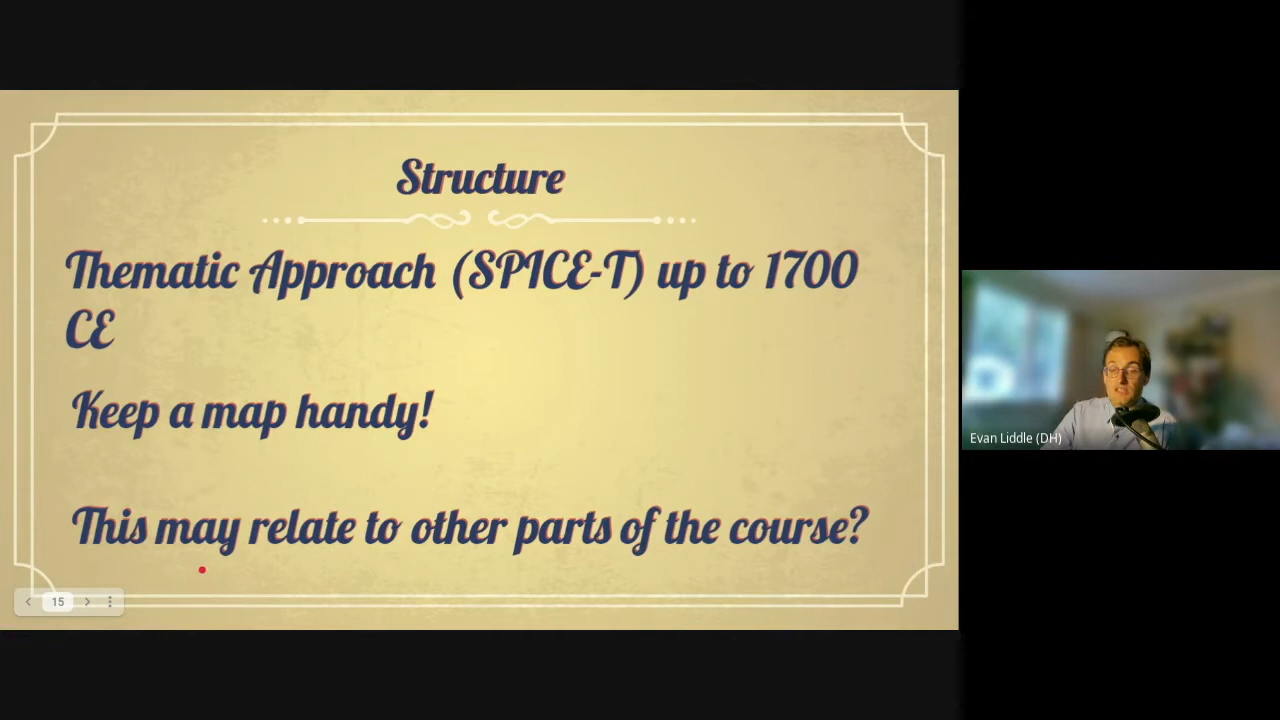 Structure
Thematic Approach (SPICE-T) up to 1700
CE
Keep a map handy!
This may relate to other parts of the course?
15
Evan Liddle (DH)